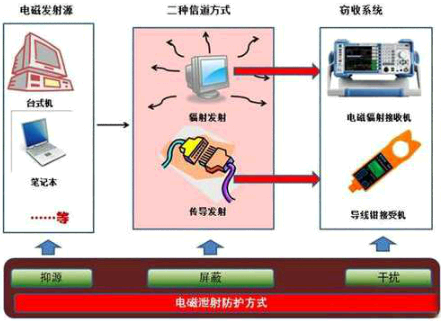 电磁发射源
二种信道方式
窃收系统
台式机
笔记本
……等
辐射发射
传导发射
电磁辐射接收机
导线钳接受机
抑源
屏蔽
干扰
电磁泄射防护方式